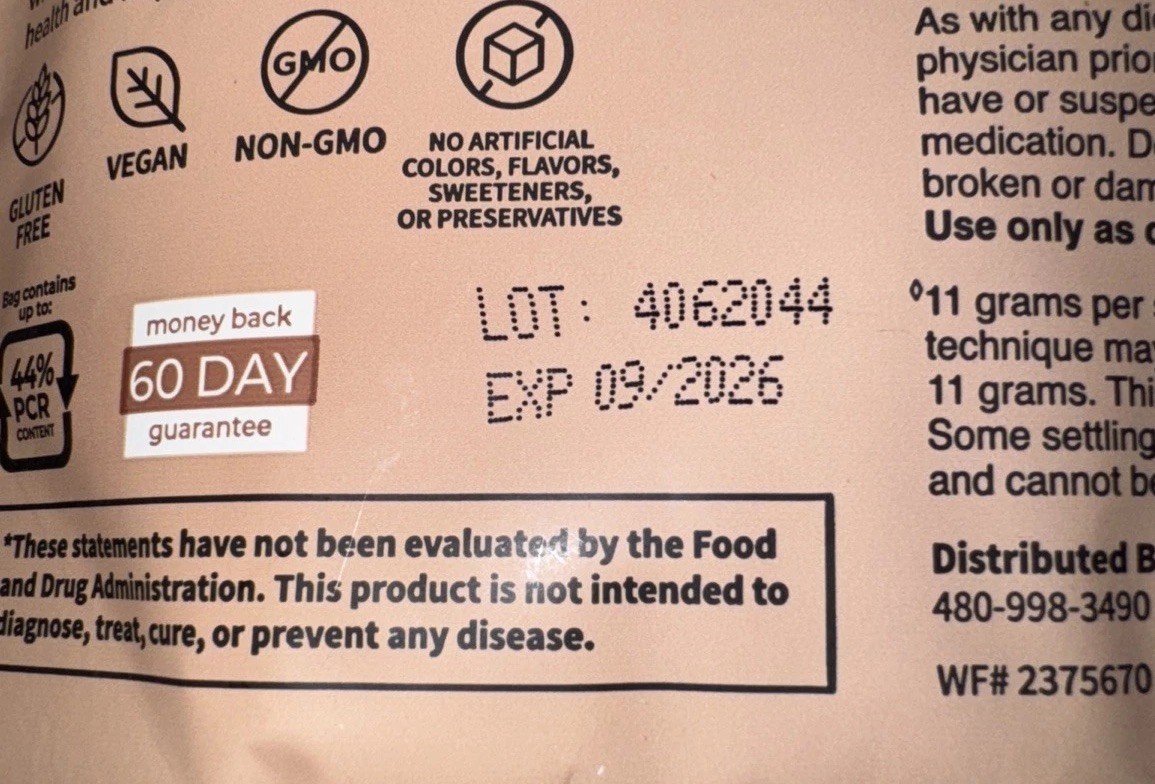 health and
GMO
GLUTEN
FREE
VEGAN
NON-GMO
NO ARTIFICIAL
COLORS, FLAVORS,
SWEETENERS,
OR PRESERVATIVES
Bag contains
up to:
44%
PCR
CONTENT
money back
60 DAY
guarantee
LOT: 4062044
EXP 09/2026
*These statements have not been evaluated by the Food
and Drug Administration. This product is not intended to
diagnose, treat, cure, or prevent any disease.
As with any
physician
have or
medication.
broken or
Use only as
◊11 grams per
technique
11 grams.
Some settling
and cannot
Distributed
480-998-3490
WF# 2375670